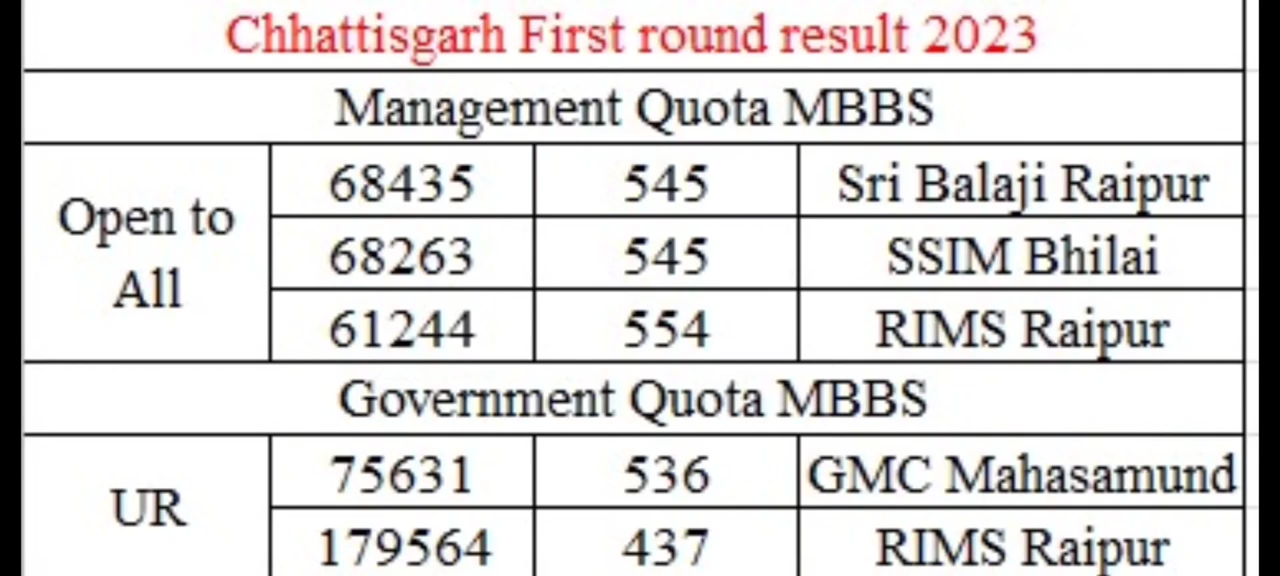 Chhattisgarh First round result 2023
Management Quota MBBS
Open to All
68435 545 Sri Balaji Raipur
68263 545 SSIM Bhilai
61244 554 RIMS Raipur
Government Quota MBBS
UR
75631 536 GMC Mahasamund
179564 437 RIMS Raipur